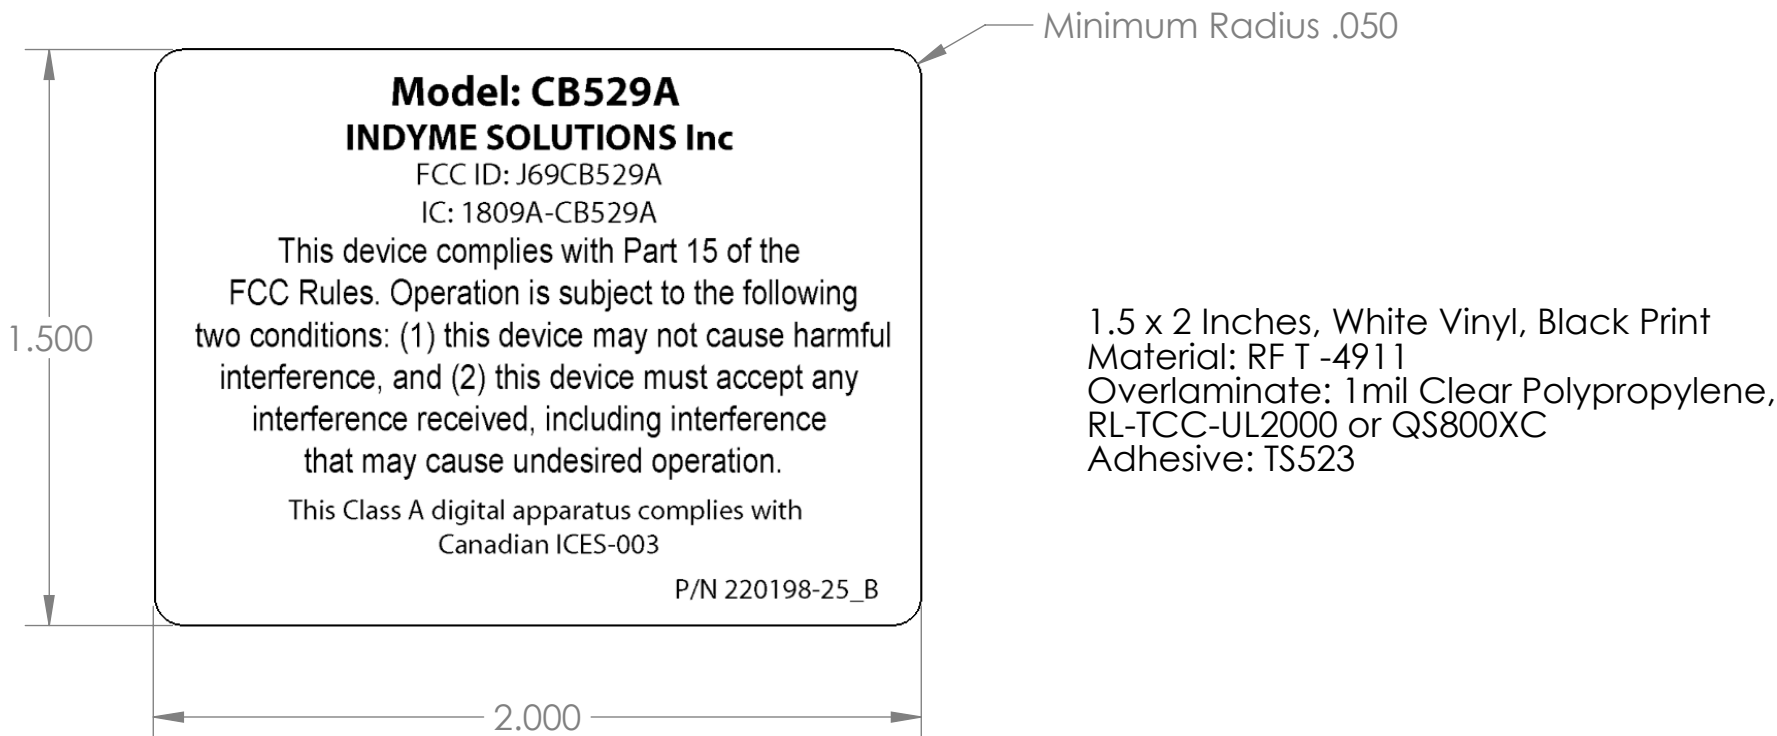 Minimum Radius .050
Model: CB529A
INDYME SOLUTIONS Inc
FCC ID: J69CB529A
IC: 1809A-CB529A
This device complies with Part 15 of the
FCC Rules. Operation is subject to the following
two conditions: (1) this device may not cause harmful
interference, and (2) this device must accept any
interference received, including interference
that may cause undesired operation.
This Class A digital apparatus complies with
Canadian ICES-003
P/N 220198-25_B
1.500
2.000
1.5 x 2 Inches, White Vinyl, Black Print
Material: RF T -4911
Overlaminate: 1mil Clear Polypropylene,
RL-TCC-UL2000 or QS800XC
Adhesive: TS523